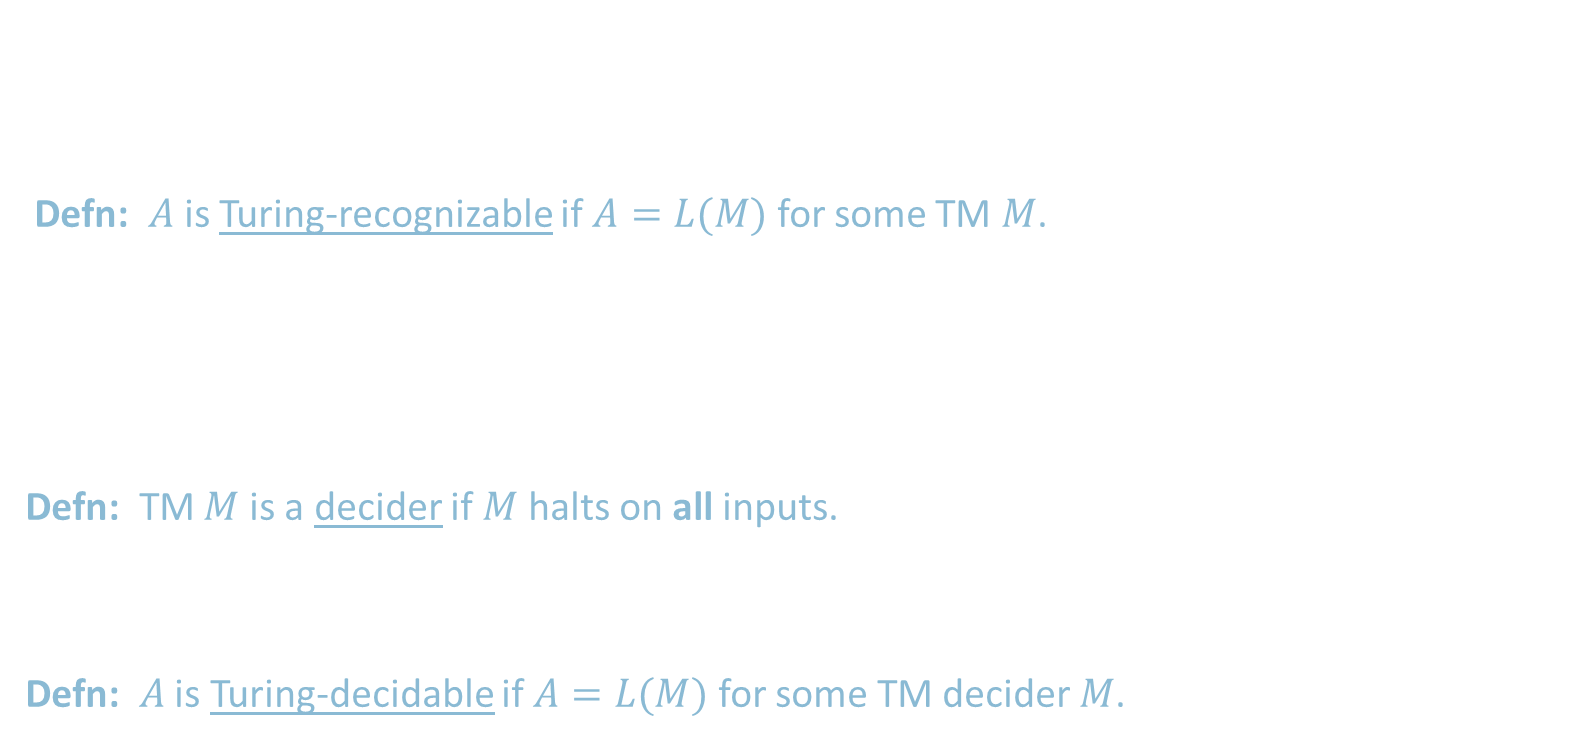 Defn: A is Turing-recognizable if A = L(M) for some TM M.
Defn: TM M is a decider if M halts on all inputs.
Defn: A is Turing-decidable if A = L(M) for some TM decider M.